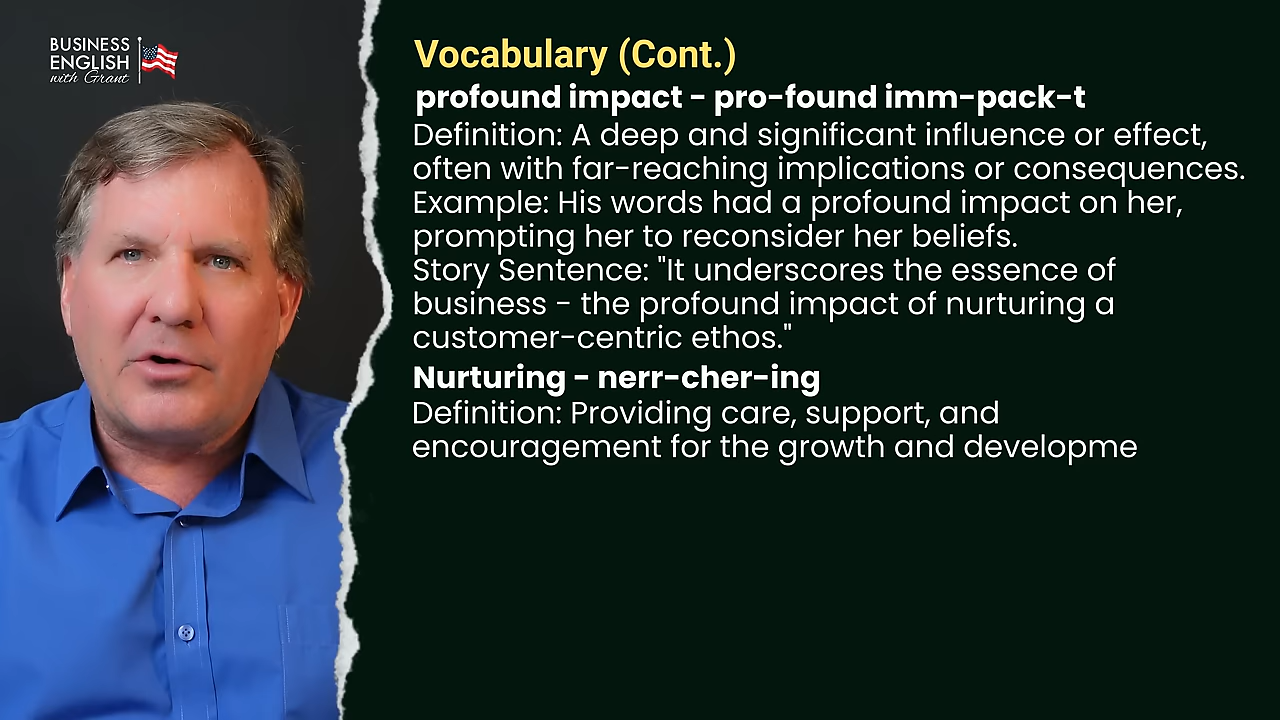 BUSINESS
ENGLISH
with Grant
Vocabulary (Cont.)
profound impact - pro-found imm-pack-t
Definition: A deep and significant influence or effect,
often with far-reaching implications or consequences.
Example: His words had a profound impact on her,
prompting her to reconsider her beliefs.
Story Sentence: "It underscores the essence of
business - the profound impact of nurturing a
customer-centric ethos."
Nurturing - nerr-cher-ing
Definition: Providing care, support, and
encouragement for the growth and developme